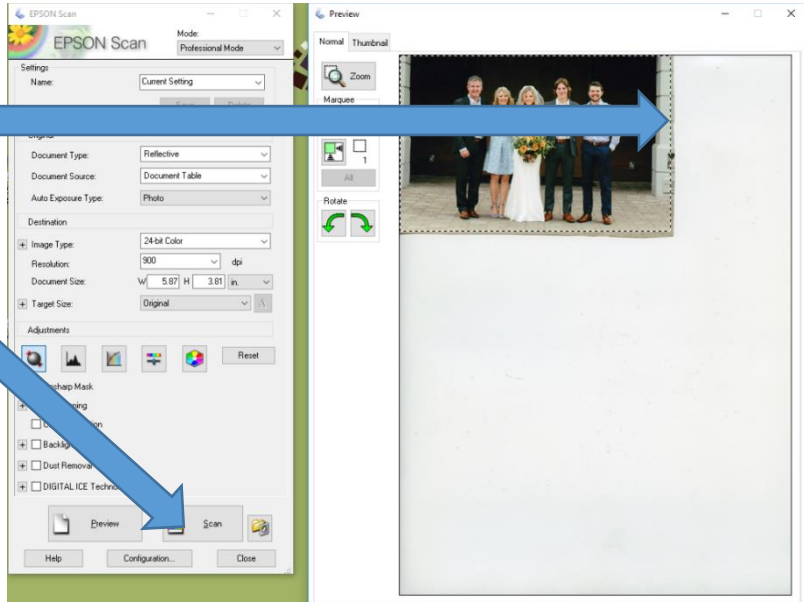 EPSON Scan
EPSON Scan
Mode:
Professional Mode
Settings
Name:
Current Setting
Document Type:
Reflective
Document Source:
Document Table
Auto Exposure Type:
Photo
Destination
Image Type:
24-bit Color
Resolution:
900
dpi
Document Size:
W 5.87 H 3.81 in.
Target Size:
Original
Adjustments
Reset
Mask
Backlig
Dust Removal
DIGITAL ICE Techno
Preview
Scan
Help
Configuration...
Close
Preview
Normal
Thumbnail
Zoom
Marquee
1
All
Rotate